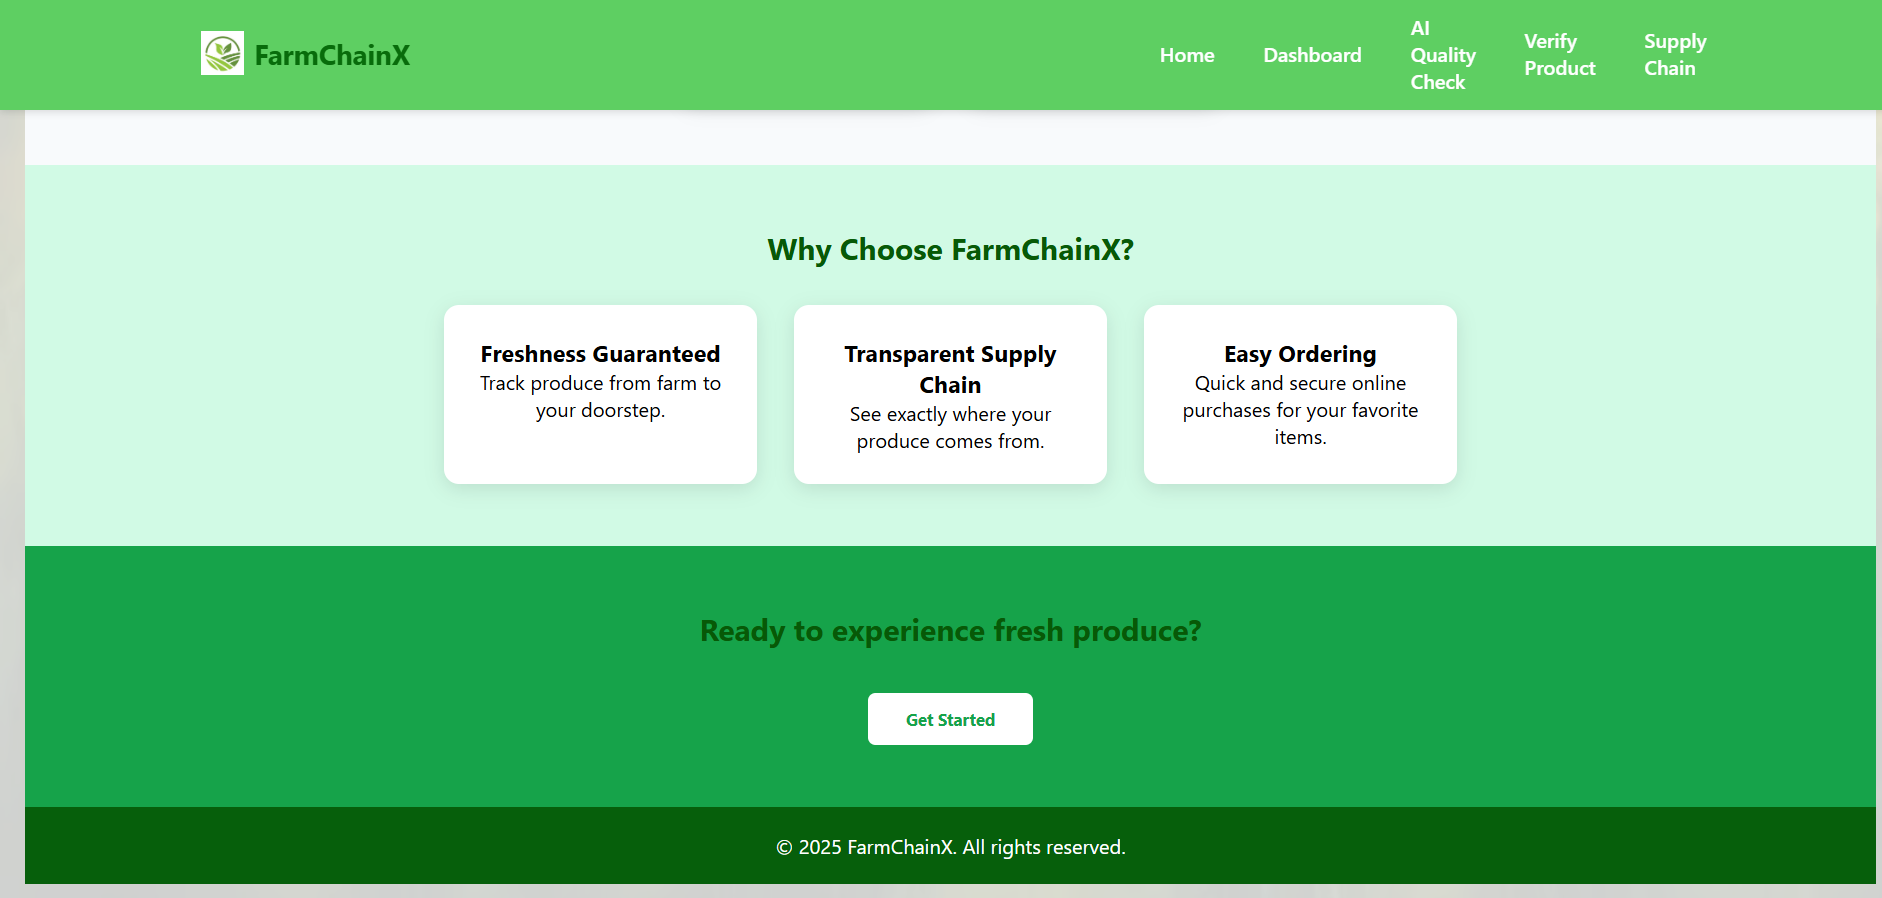 FarmChainX
Home
Dashboard
AI
Quality
Check
Verify
Product
Supply
Chain
Why Choose FarmChainX?
Freshness Guaranteed
Track produce from farm to
your doorstep.
Transparent Supply
Chain
See exactly where your
produce comes from.
Easy Ordering
Quick and secure online
purchases for your favorite
items.
Ready to experience fresh produce?
Get Started
© 2025 FarmChainX. All rights reserved.